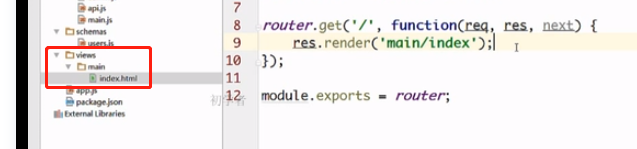 api.js
main.js
schemas
users.js
views
main
index.html
app.js
package.json
External Libraries
7
8 router.get('/', function(req, res, next) {
9 res.render('main/index');
10 });
11
12 module.exports = router;